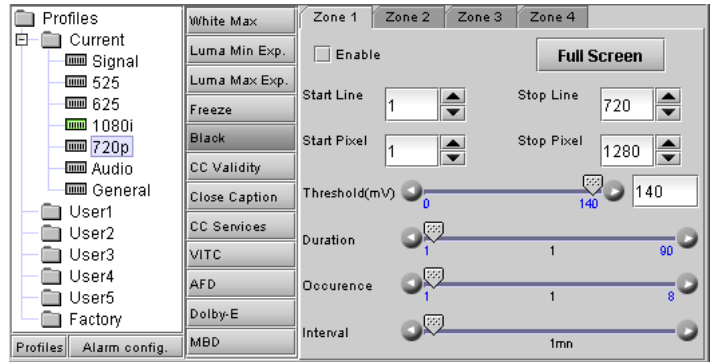 Profiles
Current
Signal
525
625
1080i
720p
Audio
General
User1
User2
User3
User4
User5
Factory
Profiles Alarm config.
White Max
Luma Min Exp.
Luma Max Exp.
Freeze
Black
CC Validity
Close Caption
CC Services
VITC
AFD
Dolby-E
MBD
Zone 1 Zone 2 Zone 3 Zone 4
Enable Full Screen
Start Line 1 Stop Line 720
Start Pixel 1 Stop Pixel 1280
Threshold(mV) 0 140 140
Duration 1 1 90
Occurence 1 1 8
Interval 1mn